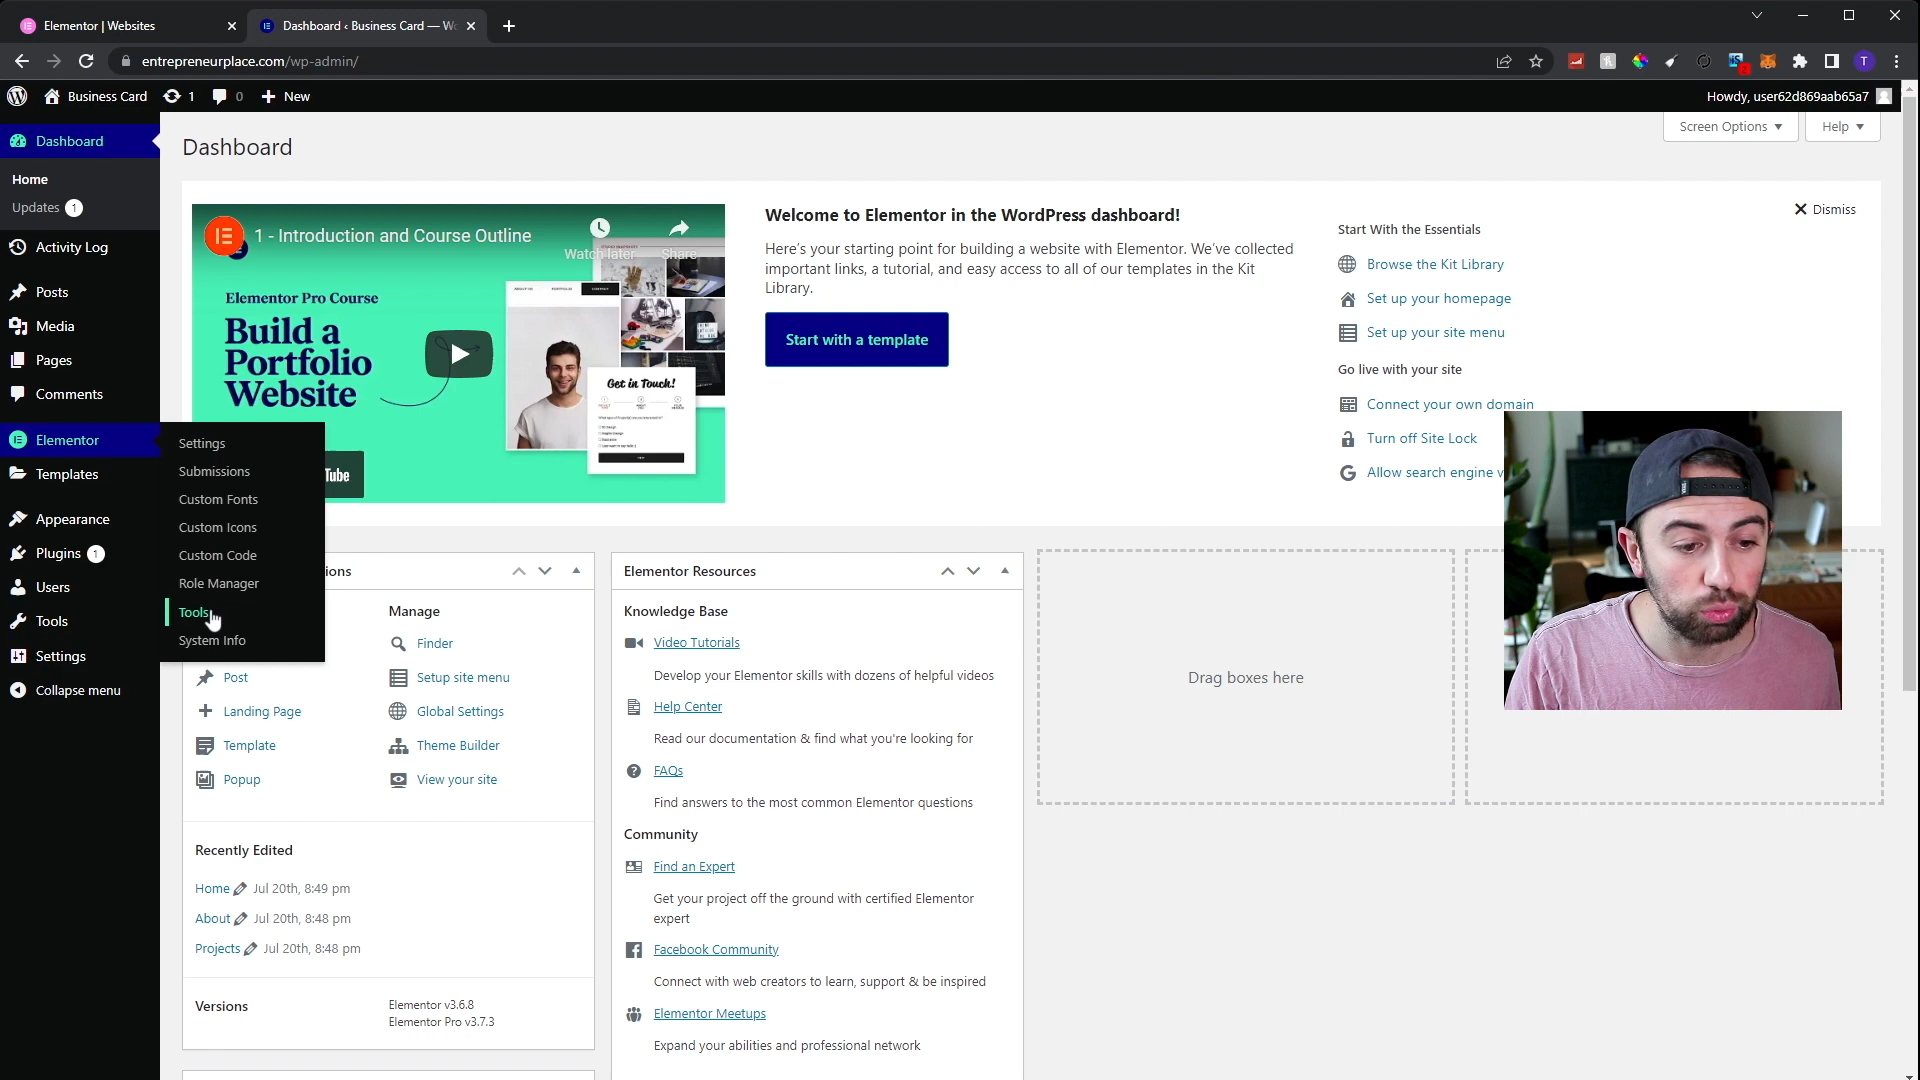 Elementor | Websites
Dashboard ‹ Business Card — Wo
entrepreneurplace.com/wp-admin/
Business Card
1
0
New
Howdy, user62d869aab65a7
Dashboard
Home
Updates 1
Activity Log
Posts
Media
Pages
Comments
Elementor
Templates
Appearance
Plugins 1
Users
Tools
Settings
Collapse menu
Settings
Submissions
Custom Fonts
Custom Icons
Custom Code
Role Manager
Tools
System Info
Dashboard
Screen Options
Help
1 - Introduction and Course Outline
Watch later
Share
Elementor Pro Course
Build a
Portfolio
Website
Get in Touch!
Tube
Welcome to Elementor in the WordPress dashboard!
Here's your starting point for building a website with Elementor. We've collected
important links, a tutorial, and easy access to all of our templates in the Kit
Library.
Start with a template
Dismiss
Start With the Essentials
Browse the Kit Library
Set up your homepage
Set up your site menu
Go live with your site
Connect your own domain
Turn off Site Lock
Allow search engine v
ions
Manage
Finder
Post
Setup site menu
Landing Page
Global Settings
Template
Theme Builder
Popup
View your site
Recently Edited
Home Jul 20th, 8:49 pm
About Jul 20th, 8:48 pm
Projects Jul 20th, 8:48 pm
Versions
Elementor v3.6.8
Elementor Pro v3.7.3
Elementor Resources
Knowledge Base
Video Tutorials
Develop your Elementor skills with dozens of helpful videos
Help Center
Read our documentation & find what you're looking for
FAQs
Find answers to the most common Elementor questions
Community
Find an Expert
Get your project off the ground with certified Elementor
expert
Facebook Community
Connect with web creators to learn, support & be inspired
Elementor Meetups
Expand your abilities and professional network
Drag boxes here